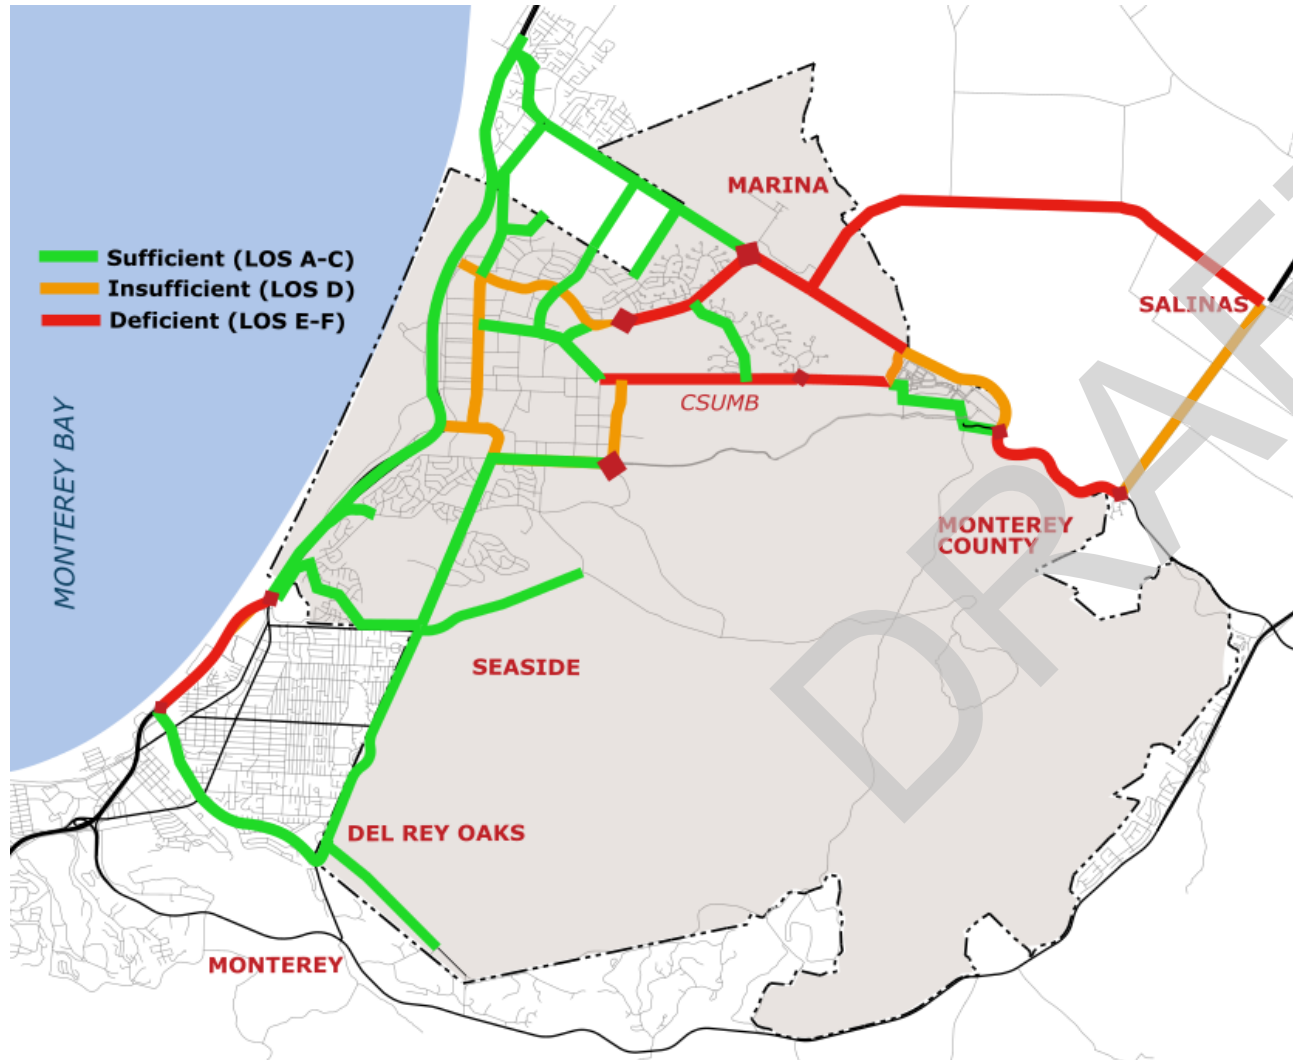 MARINA
Sufficient (LOS A-C)
Insufficient (LOS D)
Deficient (LOS E-F)
SALINAS
CSUMB
MONTEREY BAY
MONTEREY
COUNTY
SEASIDE
DEL REY OAKS
MONTEREY
DRAFT